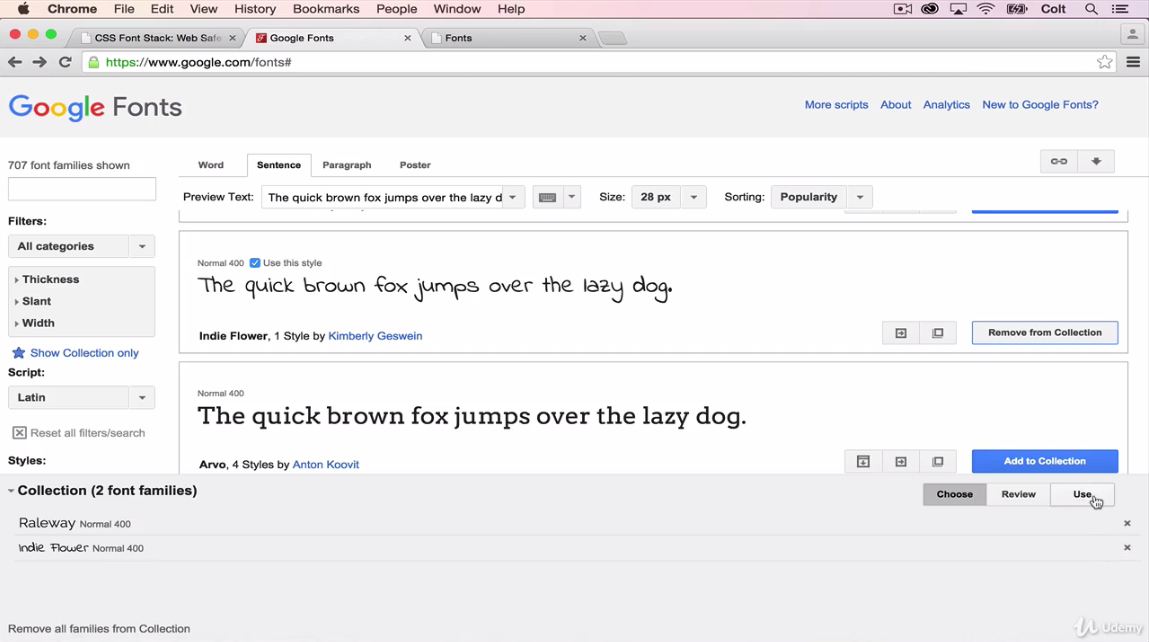 Chrome File Edit View History Bookmarks People Window Help Colt
CSS Font Stack: Web Safe Google Fonts Fonts
https://www.google.com/fonts#
Google Fonts More scripts About Analytics New to Google Fonts?
707 font families shown Word Sentence Paragraph Poster
Preview Text: The quick brown fox jumps over the lazy d Size: 28 px Sorting: Popularity
Filters:
All categories
Thickness
Slant
Width
Show Collection only
Script:
Latin
Reset all filters/search
Styles:
Normal 400 Use this style
The quick brown fox jumps over the lazy dog.
Indie Flower, 1 Style by Kimberly Geswein Remove from Collection
Normal 400
The quick brown fox jumps over the lazy dog.
Arvo, 4 Styles by Anton Koovit Add to Collection
Collection (2 font families) Choose Review Use
Raleway Normal 400
Indie Flower Normal 400
Remove all families from Collection
Udemy